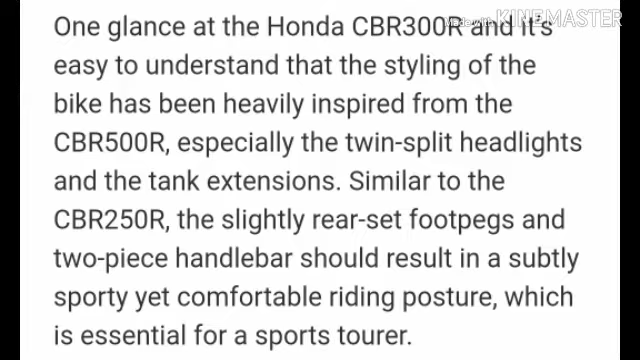 Made with KINEMASTER
One glance at the Honda CBR300R and it's
easy to understand that the styling of the
bike has been heavily inspired from the
CBR500R, especially the twin-split headlights
and the tank extensions. Similar to the
CBR250R, the slightly rear-set footpegs and
two-piece handlebar should result in a subtly
sporty yet comfortable riding posture, which
is essential for a sports tourer.